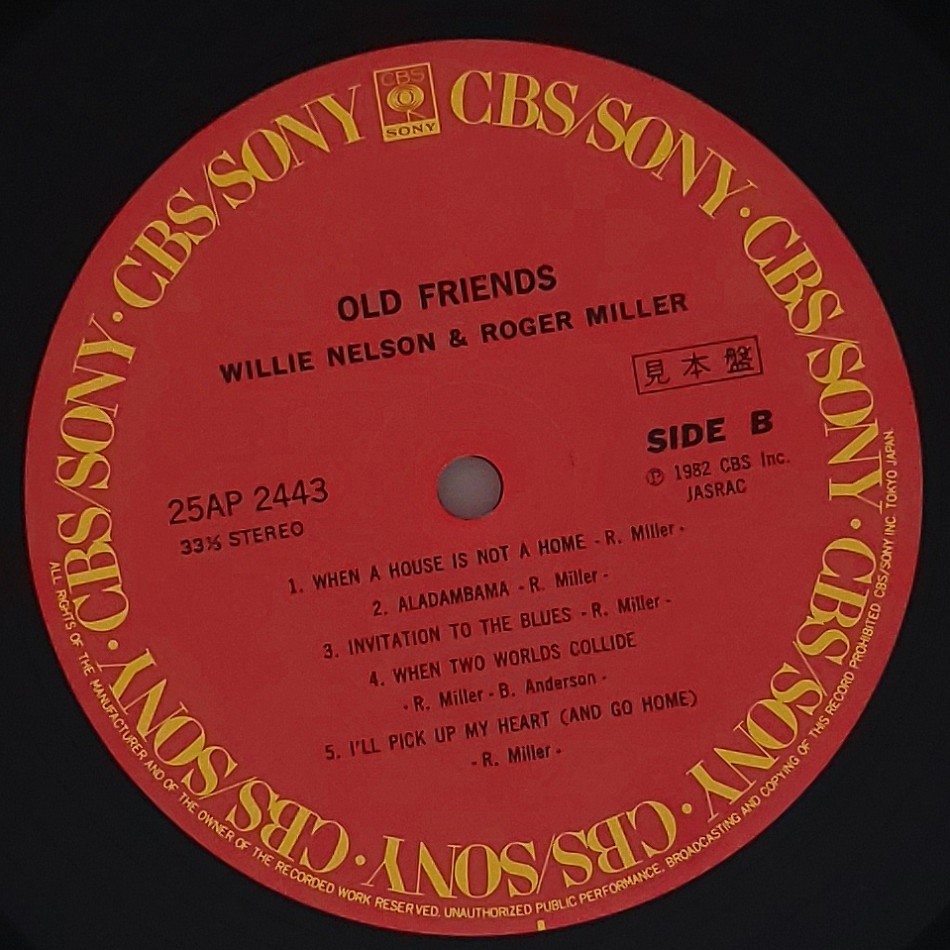 CBS
SONY
CBS/SONY · CBS/SONY · CBS/SONY · CBS/SONY · CBS/SONY · CBS/SONY · CBS/SONY · CBS/SONY · CBS/SONY
OLD FRIENDS
WILLIE NELSON & ROGER MILLER
見本盤
SIDE B
℗ 1982 CBS Inc.
JASRAC
25AP 2443
33⅓ STEREO
1. WHEN A HOUSE IS NOT A HOME - R. Miller -
2. ALADAMBAMA - R. Miller -
3. INVITATION TO THE BLUES - R. Miller -
4. WHEN TWO WORLDS COLLIDE
- R. Miller - B. Anderson -
5. I'LL PICK UP MY HEART (AND GO HOME)
- R. Miller -
ALL RIGHTS OF THE MANUFACTURER AND OF THE OWNER OF THE RECORDED WORK RESERVED. UNAUTHORIZED PUBLIC PERFORMANCE, BROADCASTING AND COPYING OF THIS RECORD PROHIBITED CBS/SONY INC. TOKYO JAPAN.